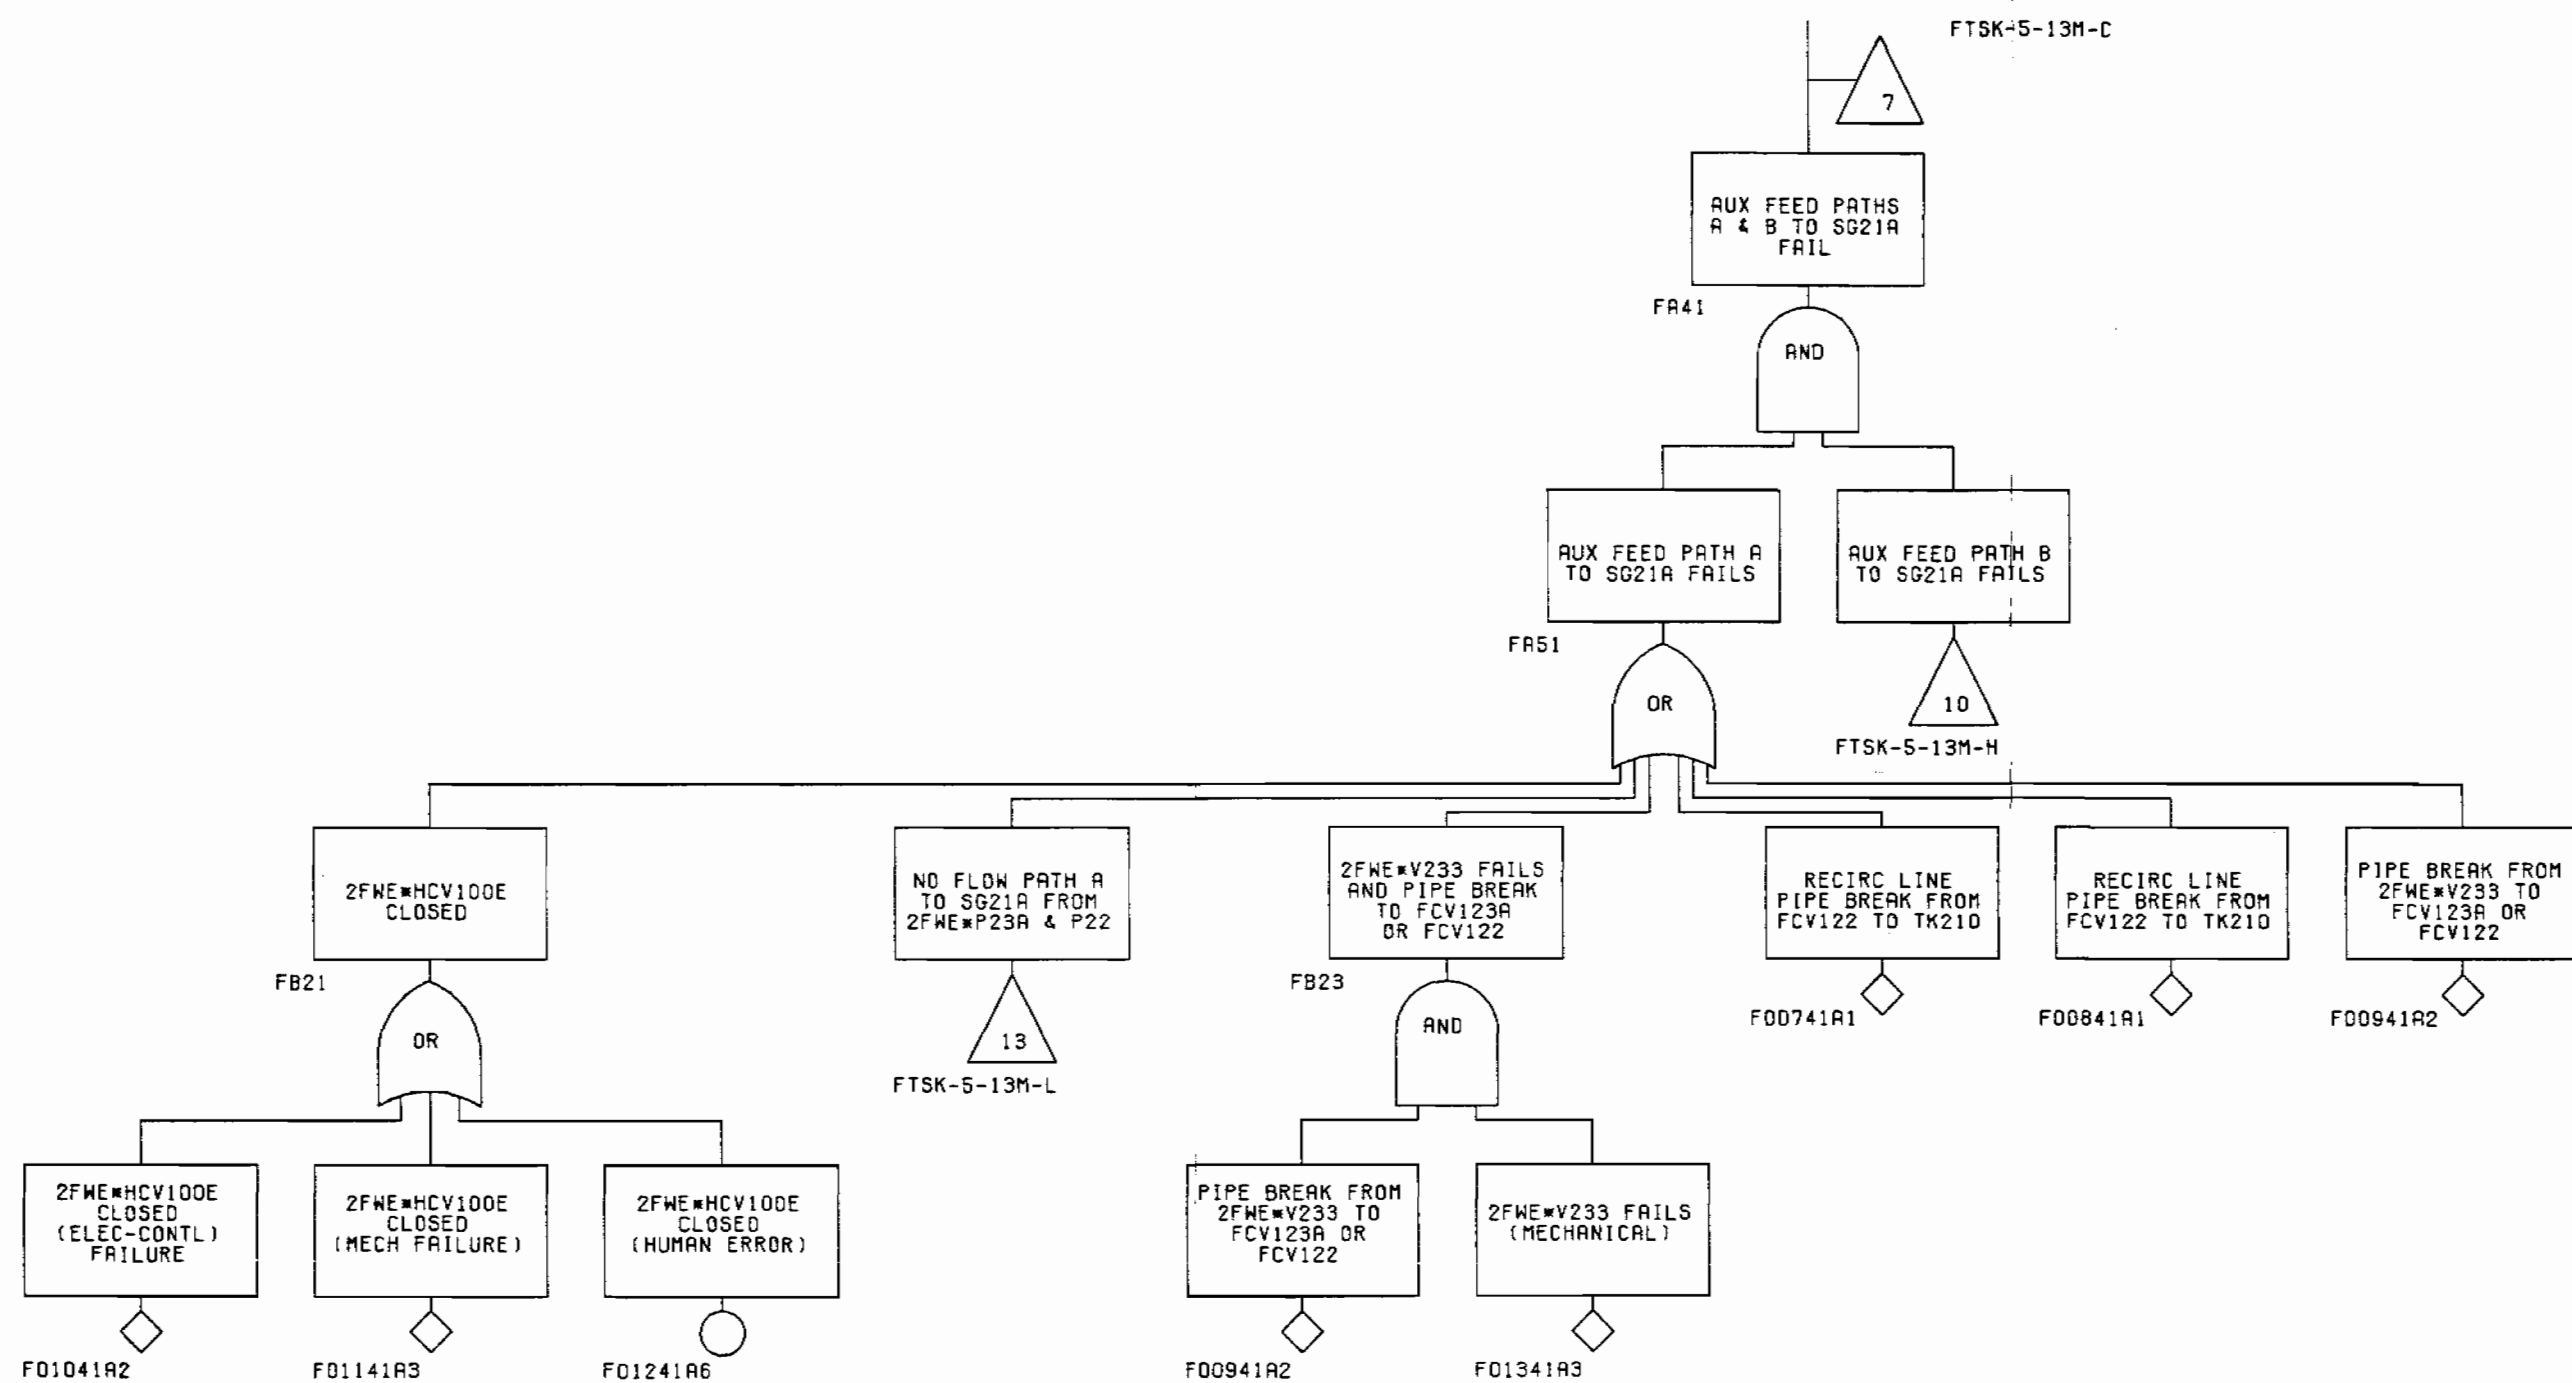 FTSK-5-13M-C
7
AUX FEED PATHS
A & B TO SG21A
FAIL
FA41
AND
AUX FEED PATH A
TO SG21A FAILS
AUX FEED PATH B
TO SG21A FAILS
FA51
OR
10
FTSK-5-13M-H
2FWE*HCV100E
CLOSED
NO FLOW PATH A
TO SG21A FROM
2FWE*P23A & P22
2FWE*V233 FAILS
AND PIPE BREAK
TO FCV123A
OR FCV122
RECIRC LINE
PIPE BREAK FROM
FCV122 TO TK210
RECIRC LINE
PIPE BREAK FROM
FCV122 TO TK210
PIPE BREAK FROM
2FWE*V233 TO
FCV123A OR
FCV122
FB21
OR
13
FTSK-5-13M-L
FB23
AND
F00741A1
F00841A1
F00941A2
2FWE*HCV100E
CLOSED
(ELEC-CONTL)
FAILURE
2FWE*HCV100E
CLOSED
(MECH FAILURE)
2FWE*HCV100E
CLOSED
(HUMAN ERROR)
PIPE BREAK FROM
2FWE*V233 TO
FCV123A OR
FCV122
2FWE*V233 FAILS
(MECHANICAL)
F01041A2
F01141A3
F01241A6
F00941A2
F01341A3